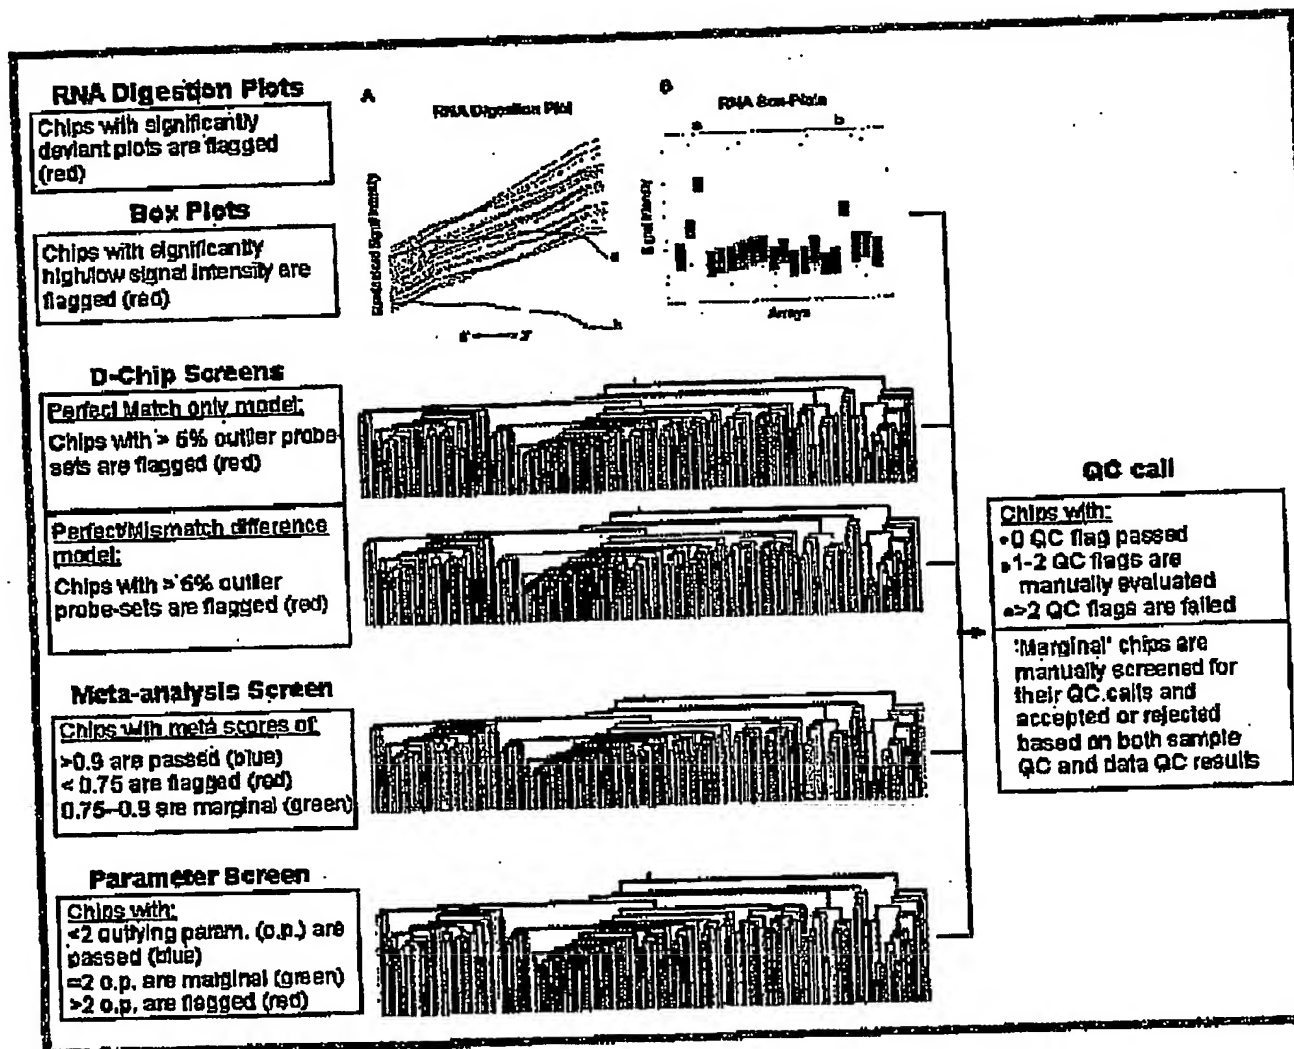 RNA Digestion Plots
Chips with significantly
deviant plots are flagged
(red)
Box Plots
Chips with significantly
high/low signal intensity are
flagged (red)
A
RNA Digestion Plot
5' 3'
a
b
B
RNA Box-Plots
a
b
Signal Intensity
Arrays
D-Chip Screens
Perfect Match only model:
Chips with > 5% outlier probe
sets are flagged (red)
Perfect/Mismatch difference
model:
Chips with > 5% outlier
probe-sets are flagged (red)
Meta-analysis Screen
Chips with meta scores of:
>0.9 are passed (blue)
< 0.75 are flagged (red)
0.75-0.9 are marginal (green)
Parameter Screen
Chips with:
<2 outlying param. (o.p.) are
passed (blue)
=2 o.p. are marginal (green)
>2 o.p. are flagged (red)
QC call
Chips with:
•0 QC flag passed
•1-2 QC flags are
manually evaluated
•>2 QC flags are failed
'Marginal' chips are
manually screened for
their QC calls and
accepted or rejected
based on both sample
QC and data QC results